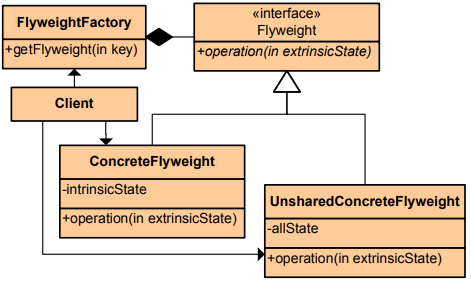 FlyweightFactory
+getFlyweight(in key)
«interface»
Flyweight
+operation(in extrinsicState)
Client
ConcreteFlyweight
-intrinsicState
+operation(in extrinsicState)
UnsharedConcreteFlyweight
-allState
+operation(in extrinsicState)